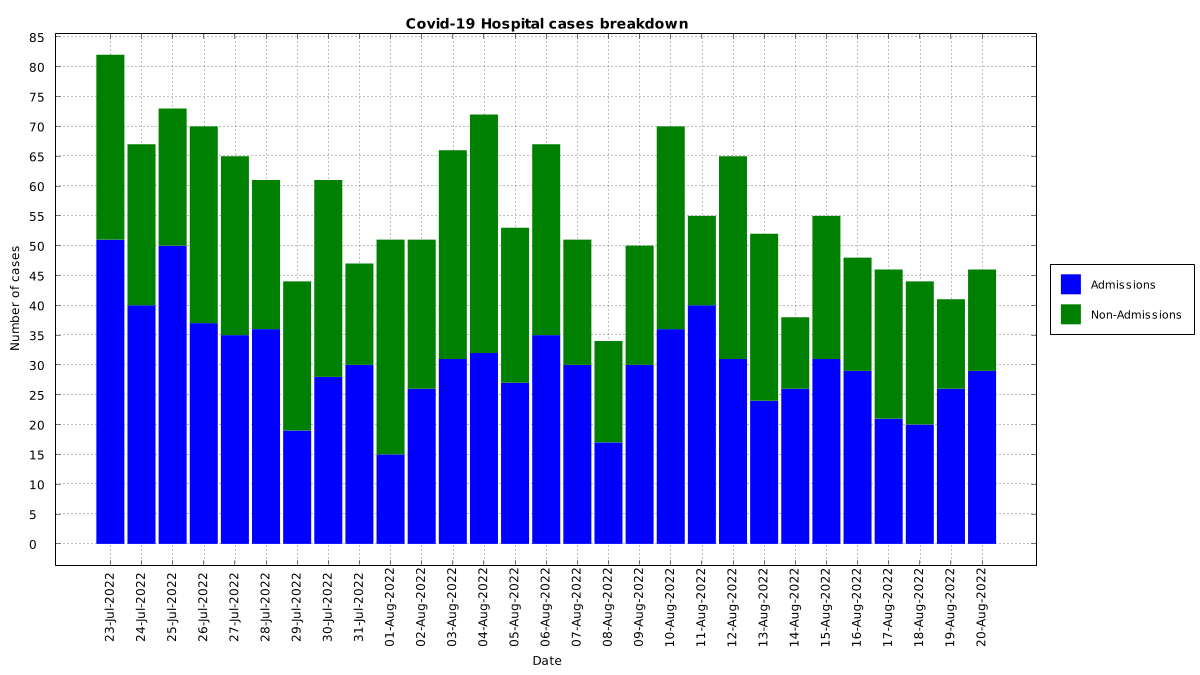 Covid-19 Hospital cases breakdown
85
80
75
70
65
60
55
50
45
40
35
30
25
20
15
10
5
0
Number of cases
23-Jul-2022
24-Jul-2022
25-Jul-2022
26-Jul-2022
27-Jul-2022
28-Jul-2022
29-Jul-2022
30-Jul-2022
31-Jul-2022
01-Aug-2022
02-Aug-2022
03-Aug-2022
04-Aug-2022
05-Aug-2022
06-Aug-2022
07-Aug-2022
08-Aug-2022
09-Aug-2022
10-Aug-2022
11-Aug-2022
12-Aug-2022
13-Aug-2022
14-Aug-2022
15-Aug-2022
16-Aug-2022
17-Aug-2022
18-Aug-2022
19-Aug-2022
20-Aug-2022
Date
Admissions
Non-Admissions